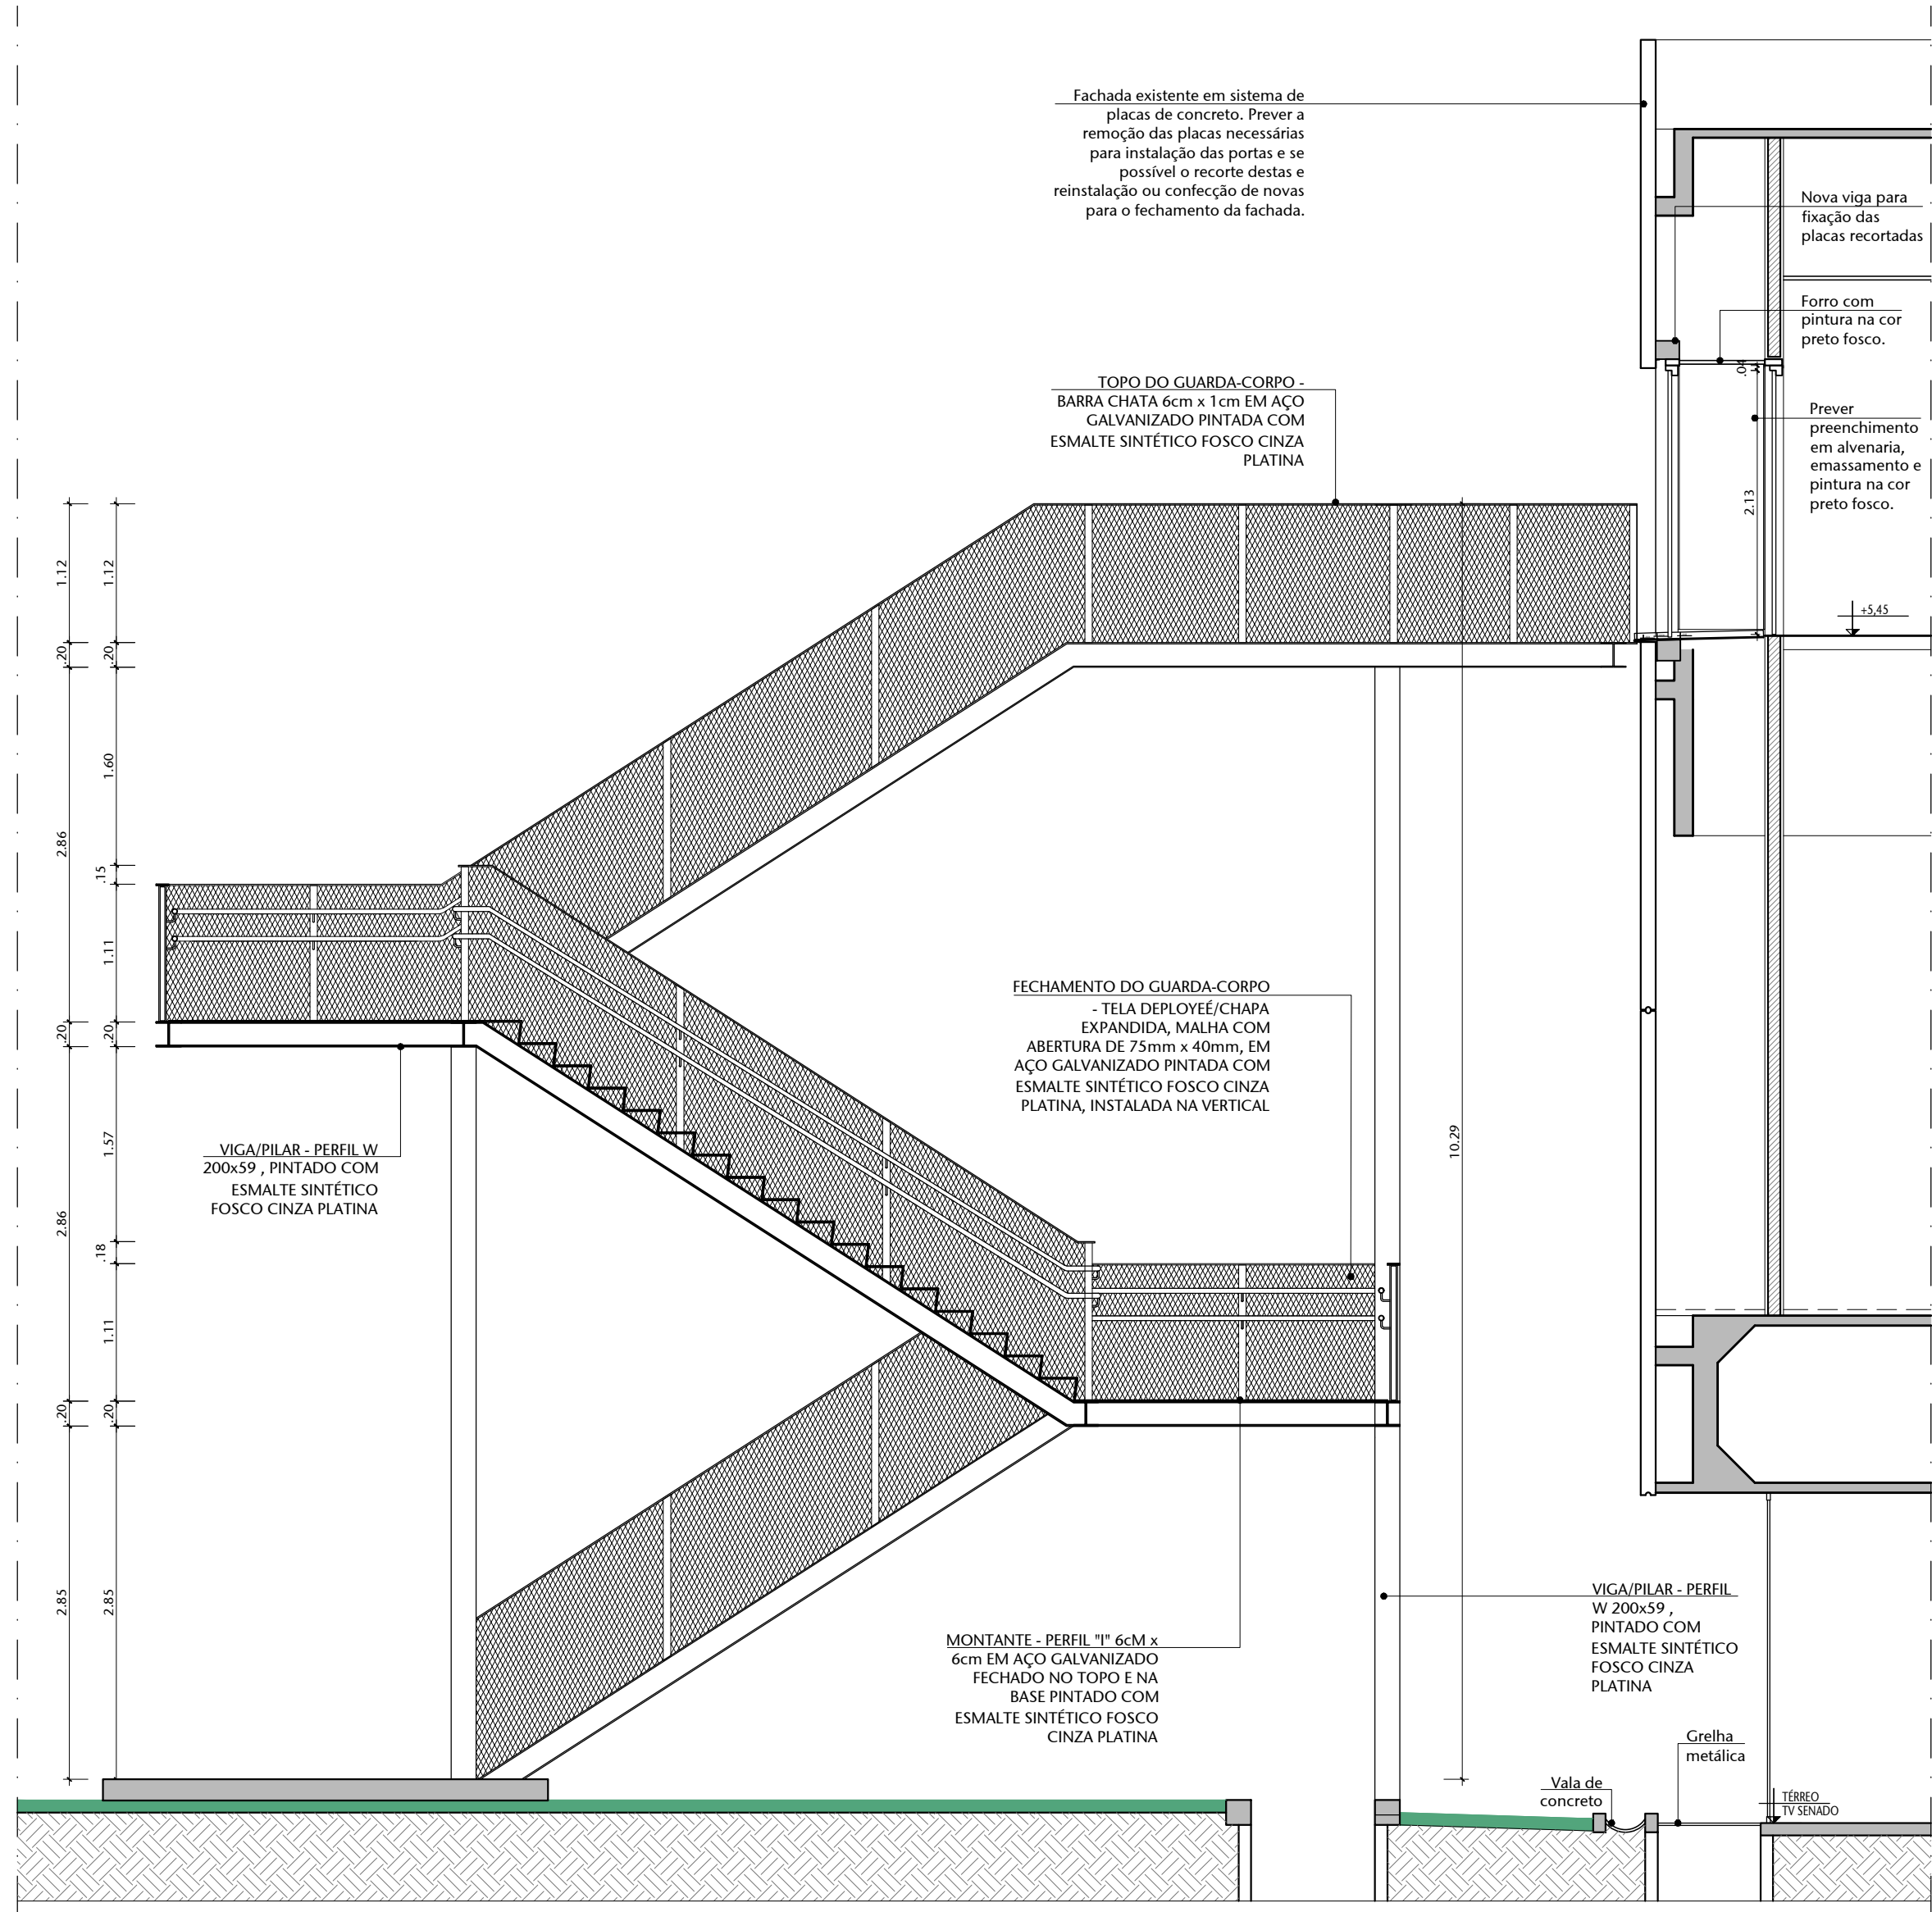 Fachada existente em sistema de
placas de concreto. Prever a
remoção das placas necessárias
para instalação das portas e se
possível o recorte destas e
reinstalação ou confecção de novas
para o fechamento da fachada.
Nova viga para
fixação das
placas recortadas
Forro com
pintura na cor
preto fosco.
.04
TOPO DO GUARDA-CORPO -
BARRA CHATA 6cm x 1cm EM AÇO
GALVANIZADO PINTADA COM
ESMALTE SINTÉTICO FOSCO CINZA
PLATINA
Prever
preenchimento
em alvenaria,
emassamento e
pintura na cor
preto fosco.
2.13
+5,45
1.12
.20
2.86
.20
2.86
.20
2.85
1.12
.20
1.60
.15
1.11
.20
1.57
.18
1.11
.20
2.85
FECHAMENTO DO GUARDA-CORPO
- TELA DEPLOYEÉ/CHAPA
EXPANDIDA, MALHA COM
ABERTURA DE 75mm x 40mm, EM
AÇO GALVANIZADO PINTADA COM
ESMALTE SINTÉTICO FOSCO CINZA
PLATINA, INSTALADA NA VERTICAL
10.29
VIGA/PILAR - PERFIL W
200x59 , PINTADO COM
ESMALTE SINTÉTICO
FOSCO CINZA PLATINA
MONTANTE - PERFIL "I" 6cM x
6cm EM AÇO GALVANIZADO
FECHADO NO TOPO E NA
BASE PINTADO COM
ESMALTE SINTÉTICO FOSCO
CINZA PLATINA
VIGA/PILAR - PERFIL
W 200x59 ,
PINTADO COM
ESMALTE SINTÉTICO
FOSCO CINZA
PLATINA
Grelha
metálica
Vala de
concreto
TÉRREO
TV SENADO